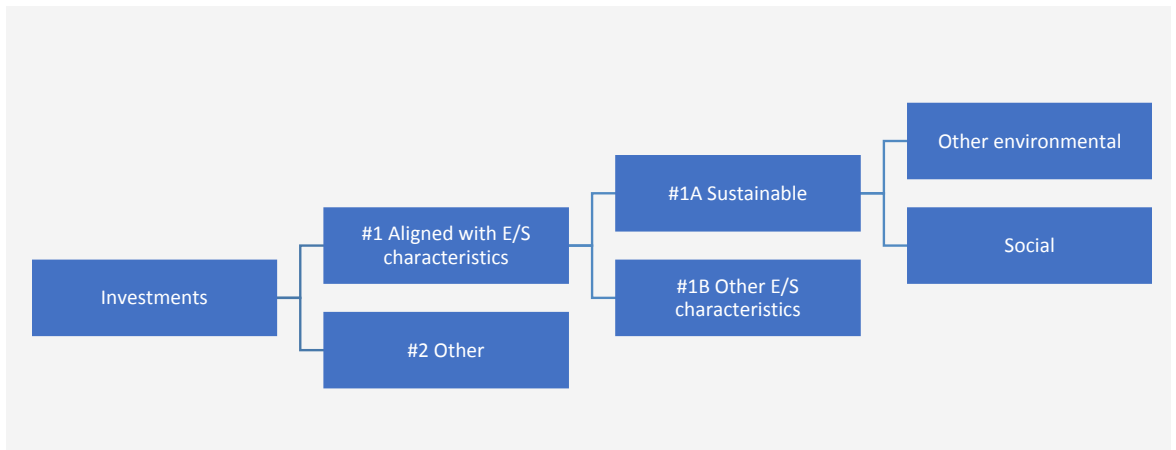 Investments
#1 Aligned with E/S
characteristics
#2 Other
#1A Sustainable
#1B Other E/S
characteristics
Other environmental
Social